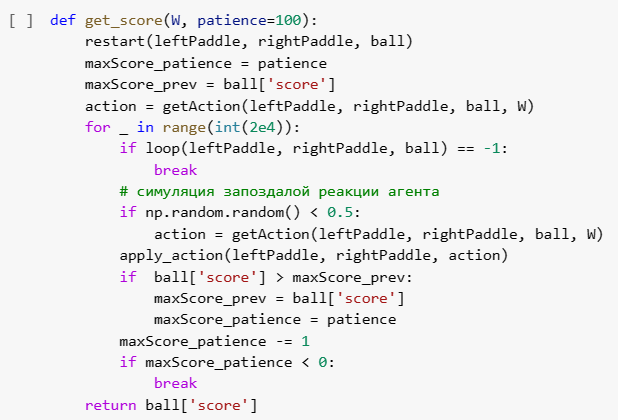 [ ] def get_score(W, patience=100):
        restart(leftPaddle, rightPaddle, ball)
        maxScore_patience = patience
        maxScore_prev = ball['score']
        action = getAction(leftPaddle, rightPaddle, ball, W)
        for _ in range(int(2e4)):
            if loop(leftPaddle, rightPaddle, ball) == -1:
                break
            # симуляция запоздалой реакции агента
            if np.random.random() < 0.5:
                action = getAction(leftPaddle, rightPaddle, ball, W)
            apply_action(leftPaddle, rightPaddle, action)
            if  ball['score'] > maxScore_prev:
                maxScore_prev = ball['score']
                maxScore_patience = patience
            maxScore_patience -= 1
            if maxScore_patience < 0:
                break
        return ball['score']